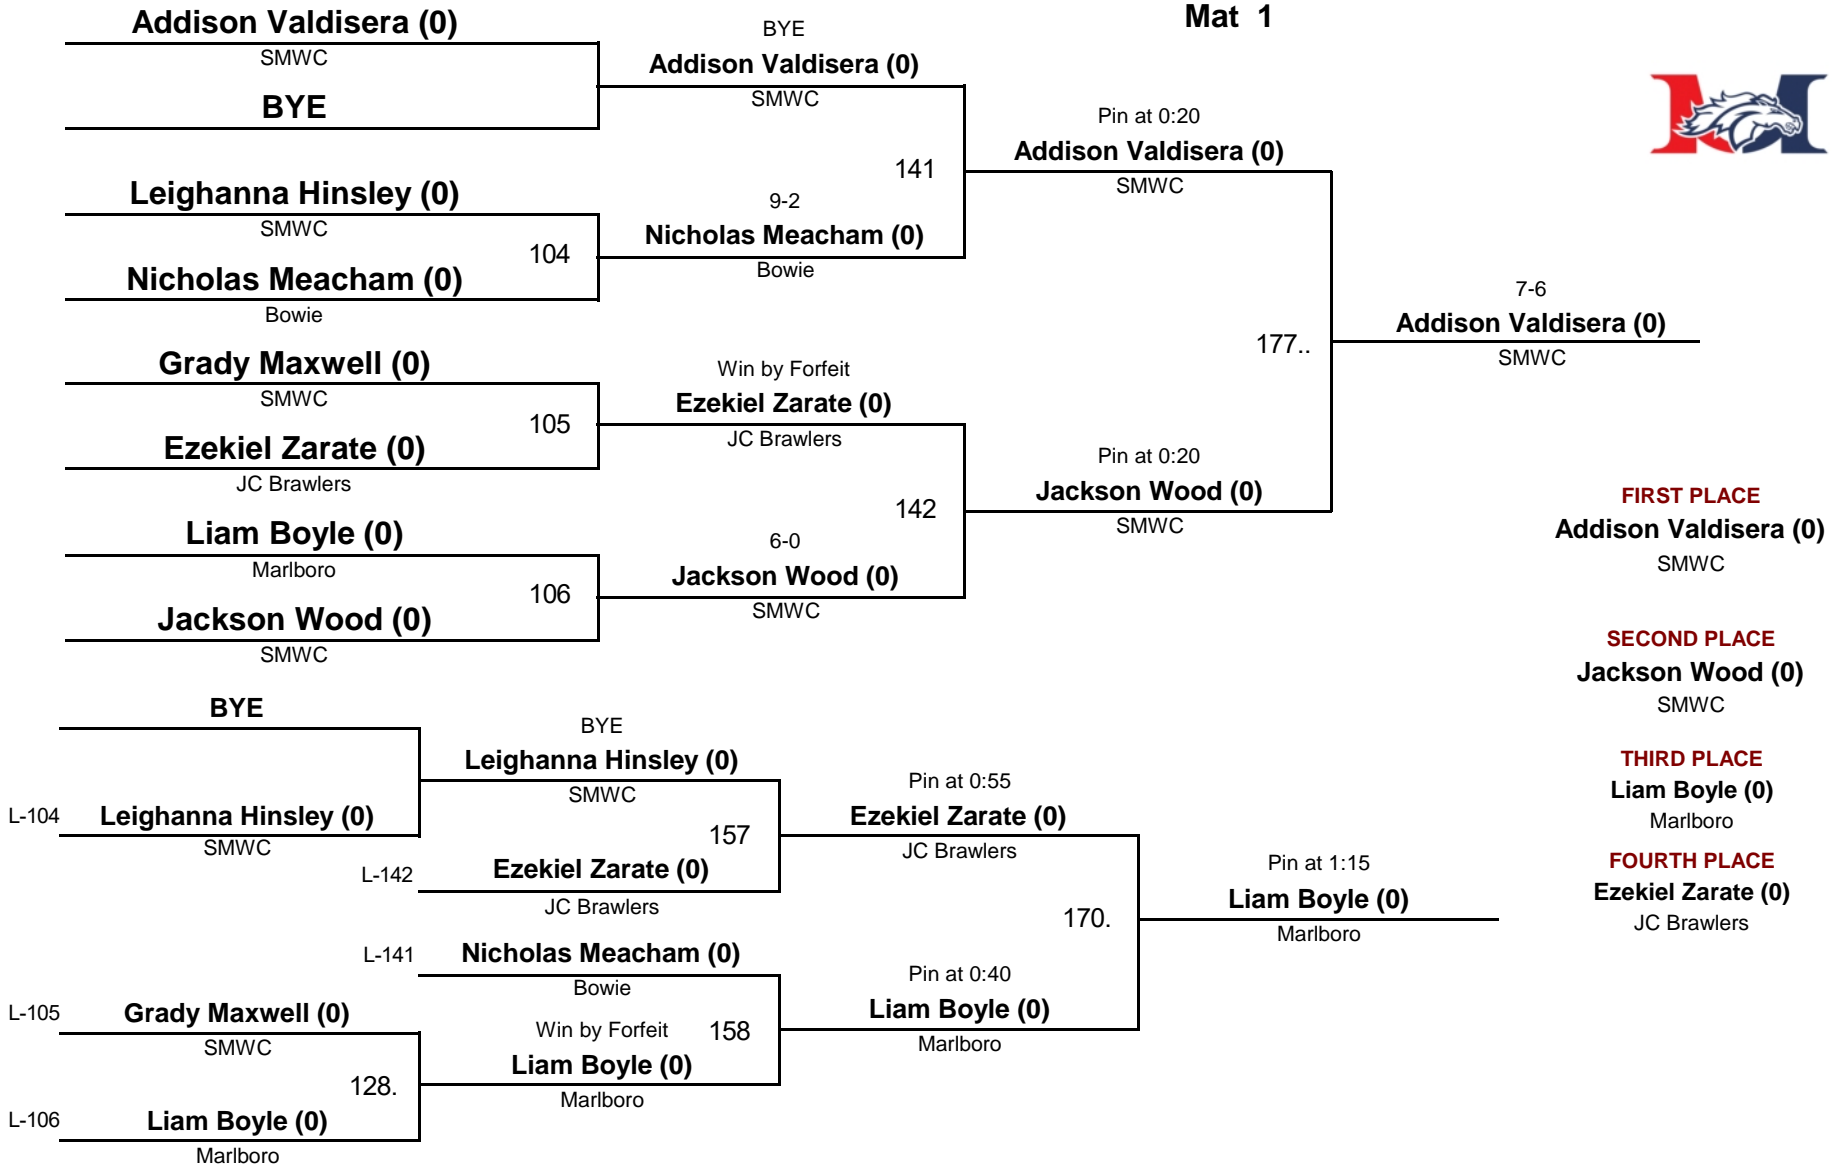 Mat 1
Addison Valdisera (0)
SMWC
BYE
Leighanna Hinsley (0)
SMWC
104
Nicholas Meacham (0)
Bowie
Grady Maxwell (0)
SMWC
105
Ezekiel Zarate (0)
JC Brawlers
Liam Boyle (0)
Marlboro
106
Jackson Wood (0)
SMWC
BYE
Addison Valdisera (0)
SMWC
141
9-2
Nicholas Meacham (0)
Bowie
Win by Forfeit
Ezekiel Zarate (0)
JC Brawlers
142
6-0
Jackson Wood (0)
SMWC
Pin at 0:20
Addison Valdisera (0)
SMWC
177..
Pin at 0:20
Jackson Wood (0)
SMWC
7-6
Addison Valdisera (0)
SMWC
FIRST PLACE
Addison Valdisera (0)
SMWC
SECOND PLACE
Jackson Wood (0)
SMWC
THIRD PLACE
Liam Boyle (0)
Marlboro
FOURTH PLACE
Ezekiel Zarate (0)
JC Brawlers
BYE
L-104
Leighanna Hinsley (0)
SMWC
L-105
Grady Maxwell (0)
SMWC
128.
L-106
Liam Boyle (0)
Marlboro
BYE
Leighanna Hinsley (0)
SMWC
157
L-142
Ezekiel Zarate (0)
JC Brawlers
L-141
Nicholas Meacham (0)
Bowie
158
Win by Forfeit
Liam Boyle (0)
Marlboro
Pin at 0:55
Ezekiel Zarate (0)
JC Brawlers
170.
Pin at 0:40
Liam Boyle (0)
Marlboro
Pin at 1:15
Liam Boyle (0)
Marlboro